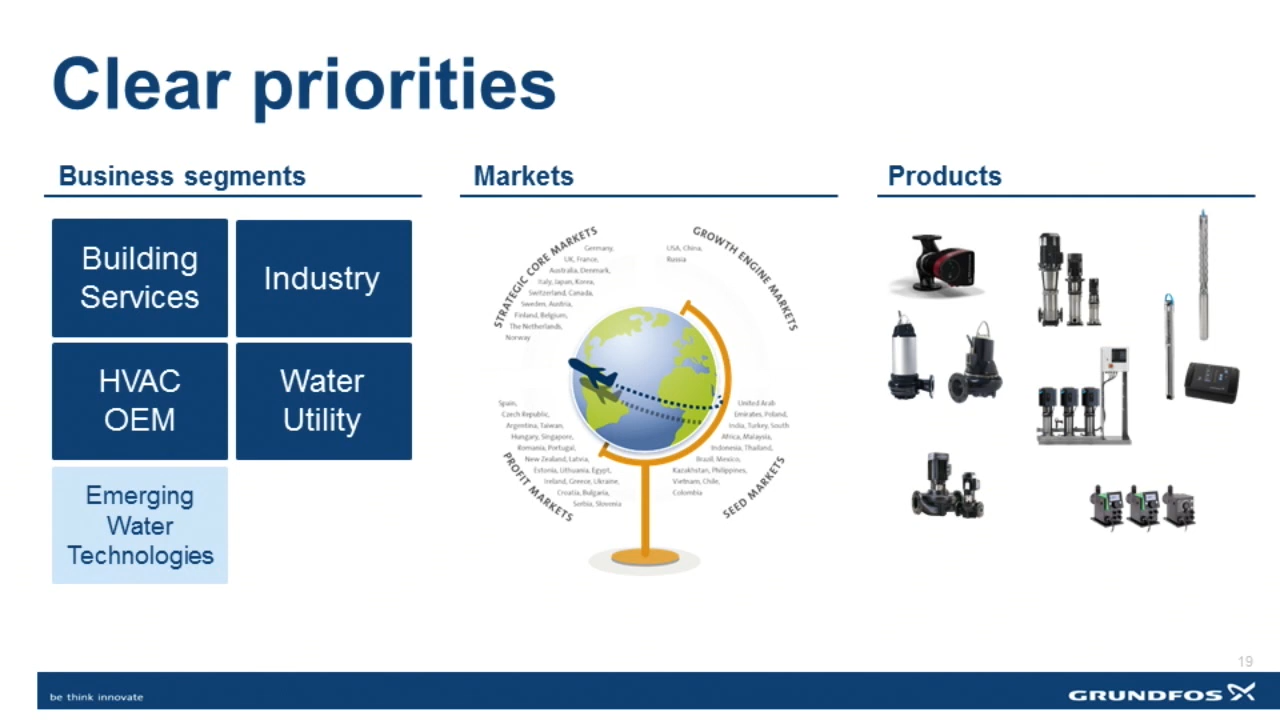 Clear priorities
Business segments
Building
Services
Industry
HVAC
OEM
Water
Utility
Emerging
Water
Technologies
Markets
STRATEGIC CORE MARKETS
Germany,
UK, France,
Australia, Denmark,
Italy, Japan, Korea,
Switzerland, Canada,
Sweden, Austria,
Finland, Belgium,
The Netherlands,
Norway
GROWTH ENGINE MARKETS
USA, China,
Russia
PROFIT MARKETS
Spain,
Czech Republic,
Argentina, Taiwan,
Hungary, Singapore,
Romania, Portugal,
New Zealand, Latvia,
Estonia, Lithuania, Egypt,
Ireland, Greece, Ukraine,
Croatia, Bulgaria,
Serbia, Slovenia
SEED MARKETS
United Arab
Emirates, Poland,
India, Turkey, South
Africa, Malaysia,
Indonesia, Thailand,
Brazil, Mexico,
Kazakhstan, Philippines,
Vietnam, Chile,
Colombia
Products
19
be think innovate
GRUNDFOS